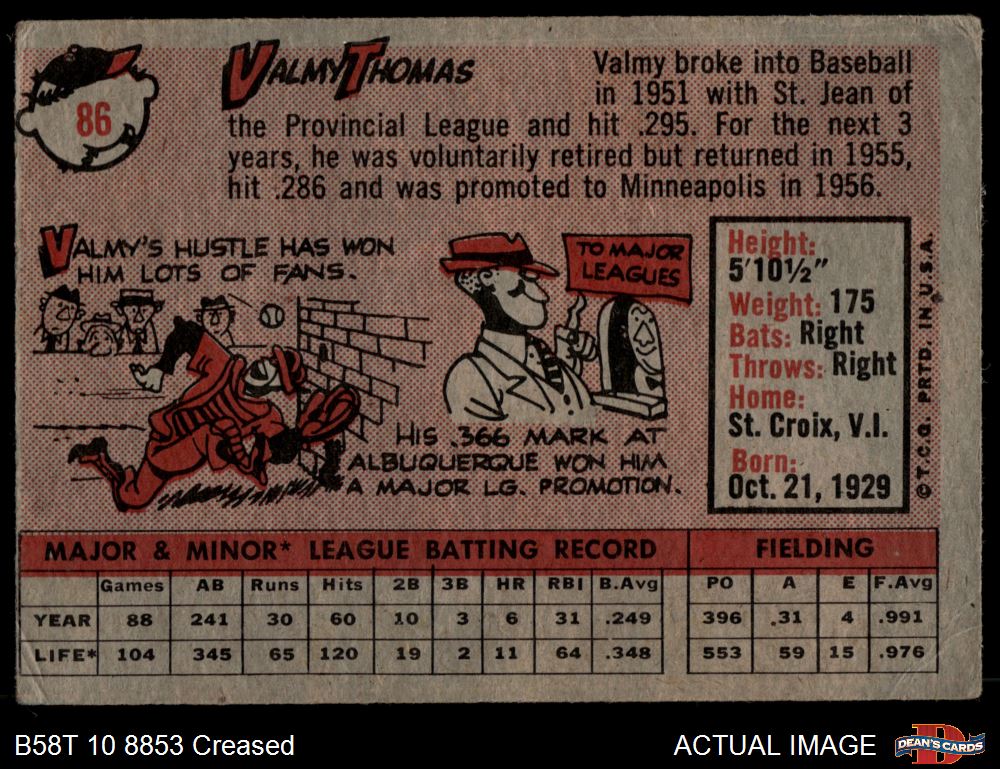 86
VALMY THOMAS
Valmy broke into Baseball
in 1951 with St. Jean of
the Provincial League and hit .295. For the next 3
years, he was voluntarily retired but returned in 1955,
hit .286 and was promoted to Minneapolis in 1956.
VALMY'S HUSTLE HAS WON
HIM LOTS OF FANS.
TO MAJOR
LEAGUES
HIS .366 MARK AT
ALBUQUERQUE WON HIM
A MAJOR LG. PROMOTION.
Height:
5'10½"
Weight: 175
Bats: Right
Throws: Right
Home:
St. Croix, V.I.
Born:
Oct. 21, 1929
© T.C.G. PRTD. IN U.S.A.
MAJOR & MINOR* LEAGUE BATTING RECORD FIELDING
Games AB Runs Hits 2B 3B HR RBI B.Avg PO A E F.Avg
YEAR 88 241 30 60 10 3 6 31 .249 396 .31 4 .991
LIFE* 104 345 65 120 19 2 11 64 .348 553 59 15 .976
B58T 10 8853 Creased
ACTUAL IMAGE
DEAN'S CARDS